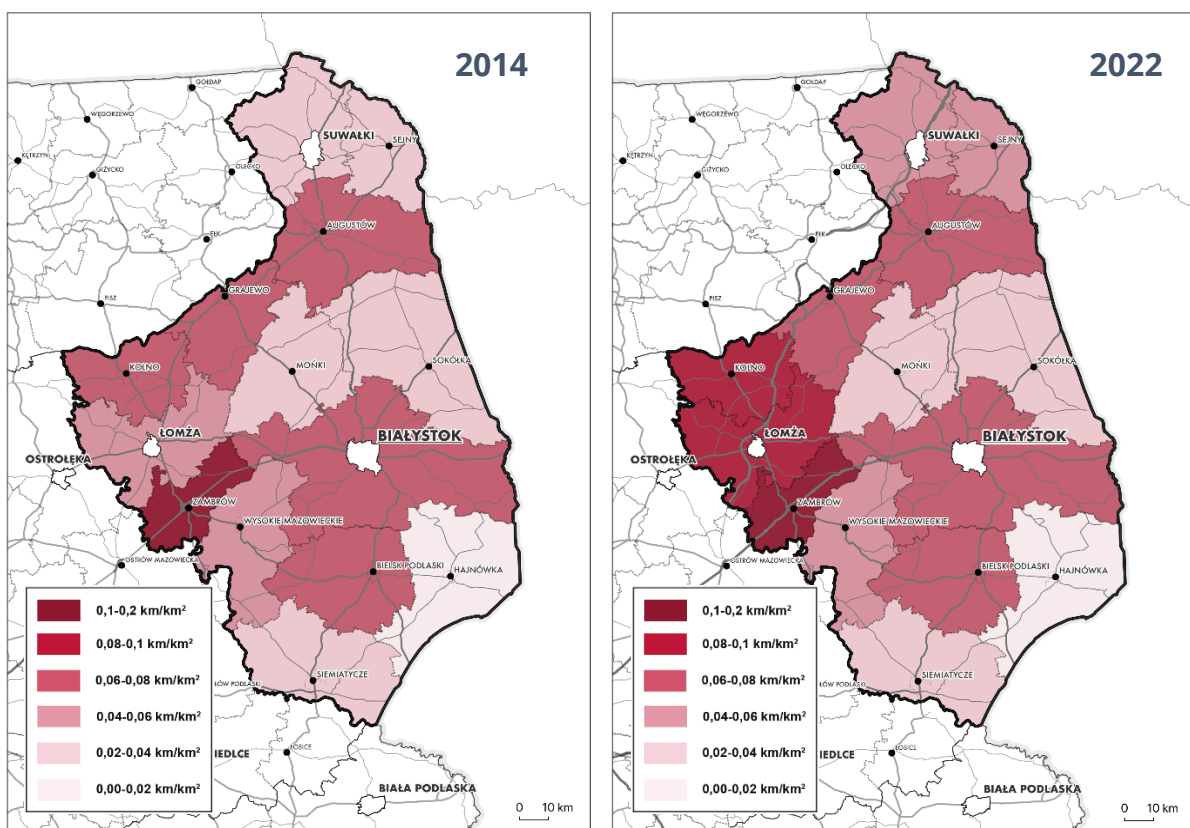 2014
GOŁDAP
WĘGORZEWO
SUWAŁKI
SEJNY
KĘTRZYN
GIŻYCKO
OLECKO
AUGUSTÓW
EŁK
GRAJEWO
PISZ
KOLNO
MOŃKI
SOKÓŁKA
ŁOMŻA
BIAŁYSTOK
OSTROŁĘKA
ZAMBRÓW
WYSOKIE MAZOWIECKIE
OSTRÓW MAZOWIECKA
BIELSK PODLASKI
HAJNÓWKA
0,1-0,2 km/km²
0,08-0,1 km/km²
0,06-0,08 km/km²
0,04-0,06 km/km²
0,02-0,04 km/km²
0,00-0,02 km/km²
SIEMIATYCZE
ŁÓW PODLASKI
IEDLCE
ŁOSICE
BIAŁA PODLASKA
0 10 km
2022
GOŁDAP
WĘGORZEWO
SUWAŁKI
SEJNY
KĘTRZYN
GIŻYCKO
OLECKO
AUGUSTÓW
EŁK
GRAJEWO
PISZ
KOLNO
MOŃKI
SOKÓŁKA
ŁOMŻA
BIAŁYSTOK
OSTROŁĘKA
ZAMBRÓW
WYSOKIE MAZOWIECKIE
OSTRÓW MAZOWIECKA
BIELSK PODLASKI
HAJNÓWKA
0,1-0,2 km/km²
0,08-0,1 km/km²
0,06-0,08 km/km²
0,04-0,06 km/km²
0,02-0,04 km/km²
0,00-0,02 km/km²
SIEMIATYCZE
ŁÓW PODLASKI
IEDLCE
ŁOSICE
BIAŁA PODLASKA
0 10 km